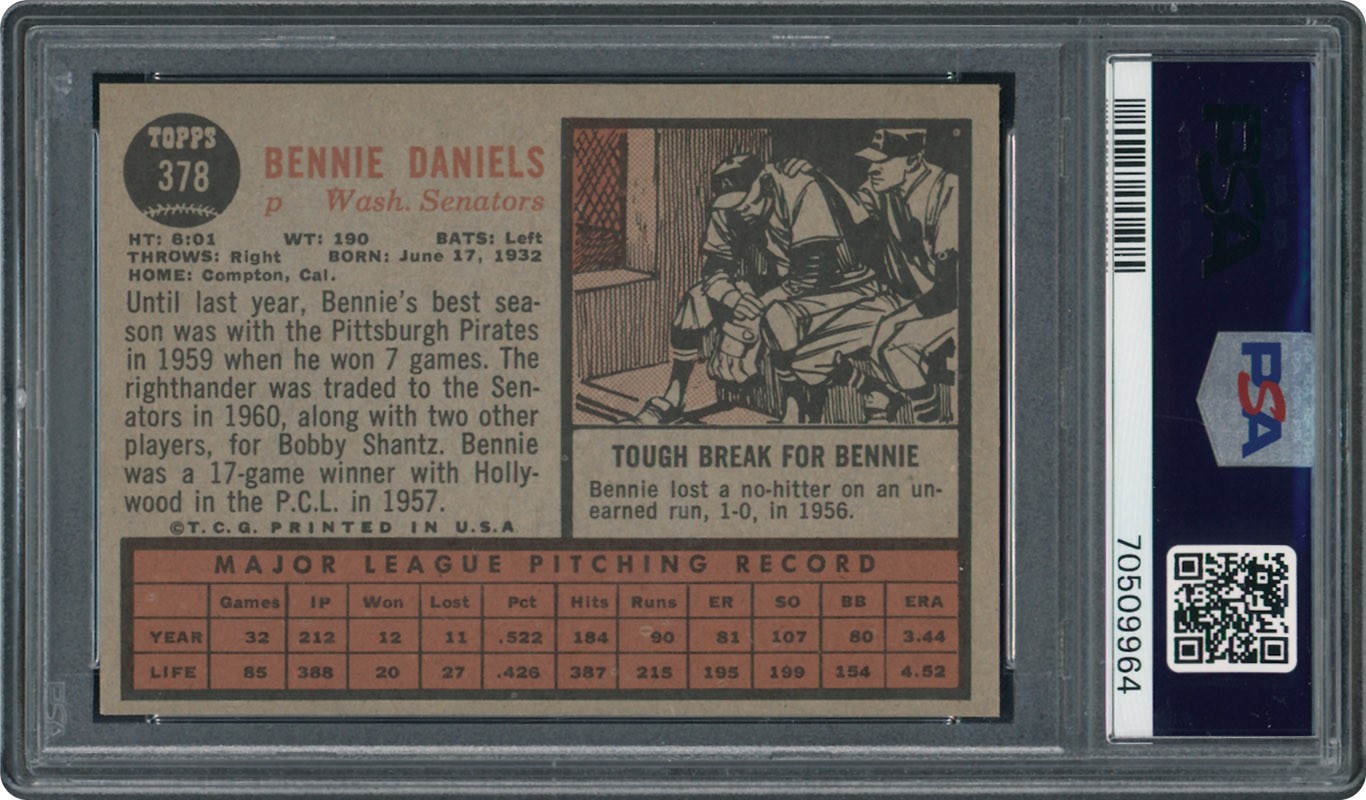 TOPPS
378
BENNIE DANIELS
p Wash. Senators
HT: 6:01 WT: 190 BATS: Left
THROWS: Right BORN: June 17, 1932
HOME: Compton, Cal.
Until last year, Bennie's best sea-
son was with the Pittsburgh Pirates
in 1959 when he won 7 games. The
righthander was traded to the Sen-
ators in 1960, along with two other
players, for Bobby Shantz. Bennie
was a 17-game winner with Holly-
wood in the P.C.L. in 1957.
©T.C.G. PRINTED IN U.S.A
TOUGH BREAK FOR BENNIE
Bennie lost a no-hitter on an un-
earned run, 1-0, in 1956.
MAJOR LEAGUE PITCHING RECORD
Games IP Won Lost Pct Hits Runs ER SO BB ERA
YEAR 32 212 12 11 .522 184 90 81 107 80 3.44
LIFE 85 388 20 27 .426 387 215 195 199 154 4.52
PSA
PSA
70509964
PSA